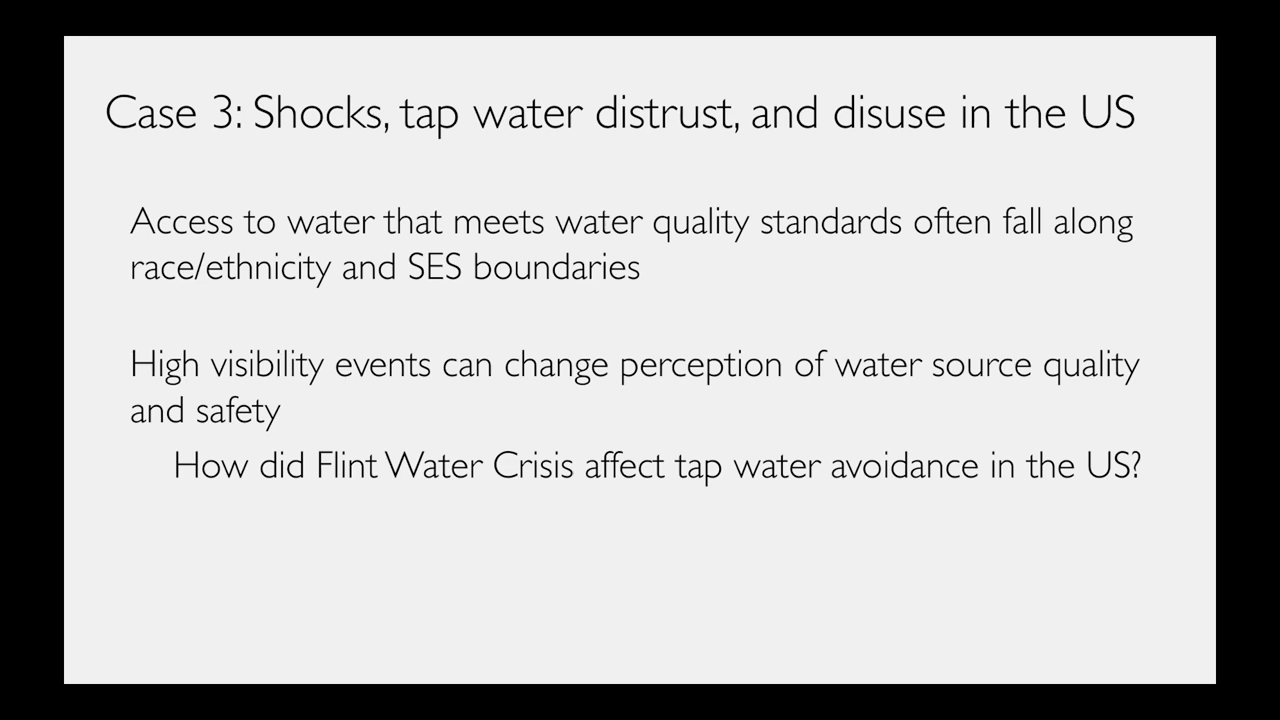 Case 3: Shocks, tap water distrust, and disuse in the US
Access to water that meets water quality standards often fall along
race/ethnicity and SES boundaries
High visibility events can change perception of water source quality
and safety
How did Flint Water Crisis affect tap water avoidance in the US?